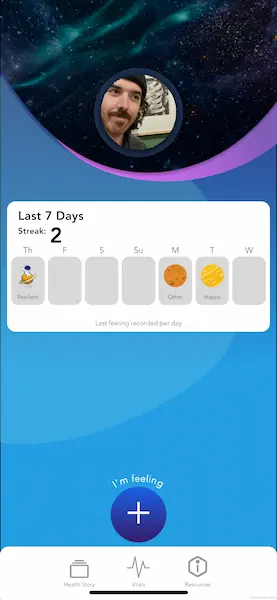 Last 7 Days
Streak: 2
Th F S Su M T W
Resilient Other Happy
Last feeling recorded per day
I'm feeling
Health Story Vitals Resources